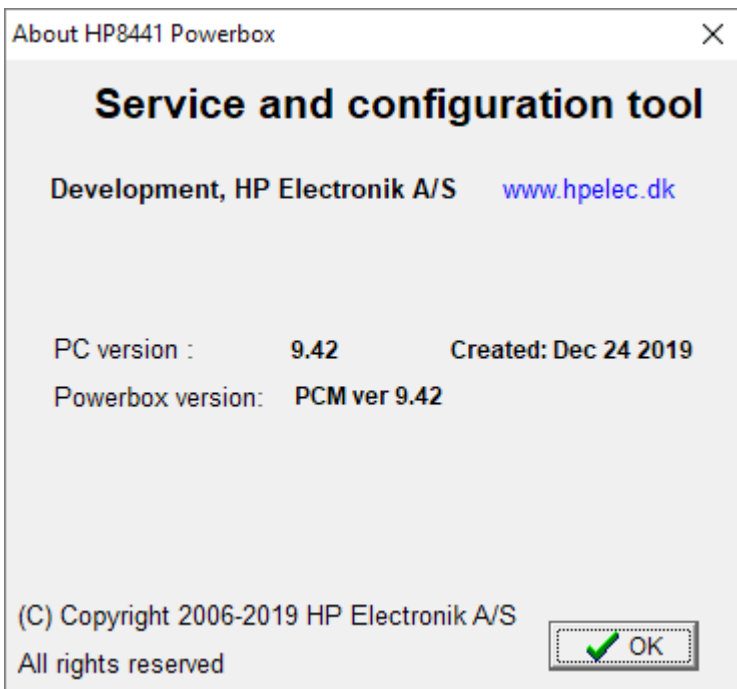 About HP8441 Powerbox
Service and configuration tool
Development, HP Electronik A/S www.hpelec.dk
PC version : 9.42 Created: Dec 24 2019
Powerbox version: PCM ver 9.42
(C) Copyright 2006-2019 HP Electronik A/S
OK
All rights reserved